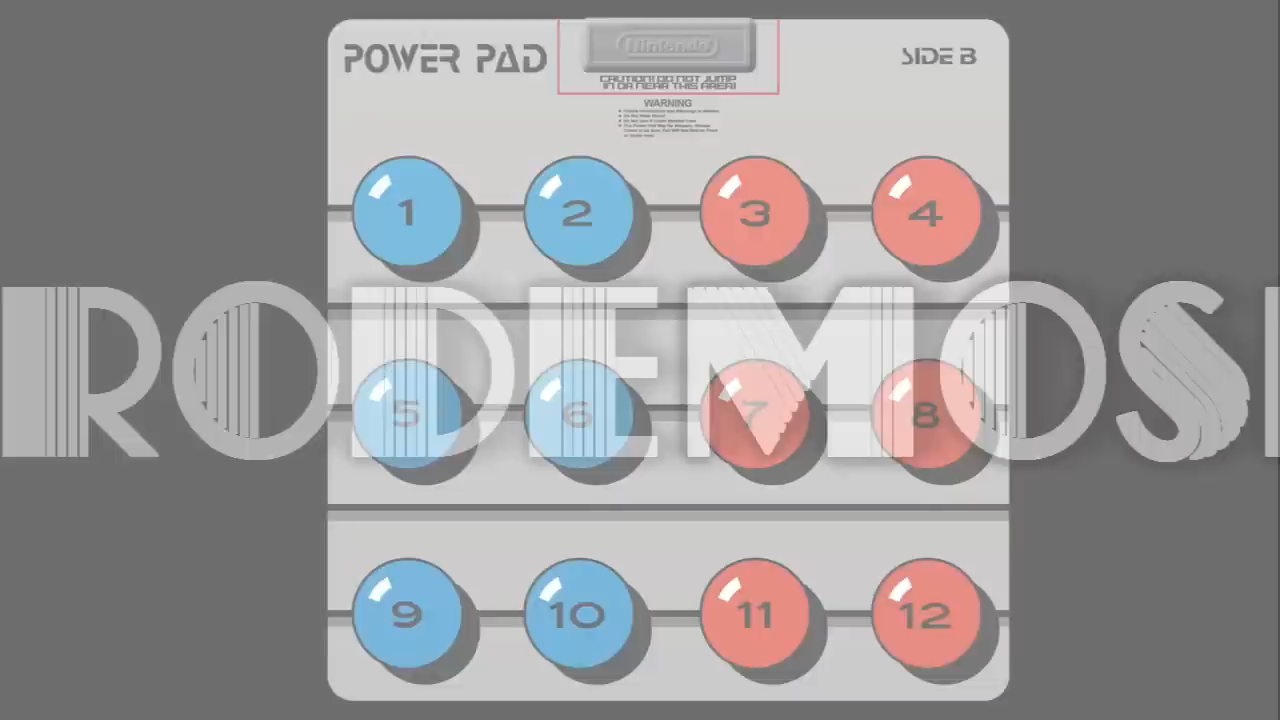 POWER PAD
Nintendo
SIDE B
CAUTION! DO NOT JUMP
IN OR NEAR THIS AREA!
WARNING
1 2 3 4
RODEMOS
5 6 7 8
9 10 11 12